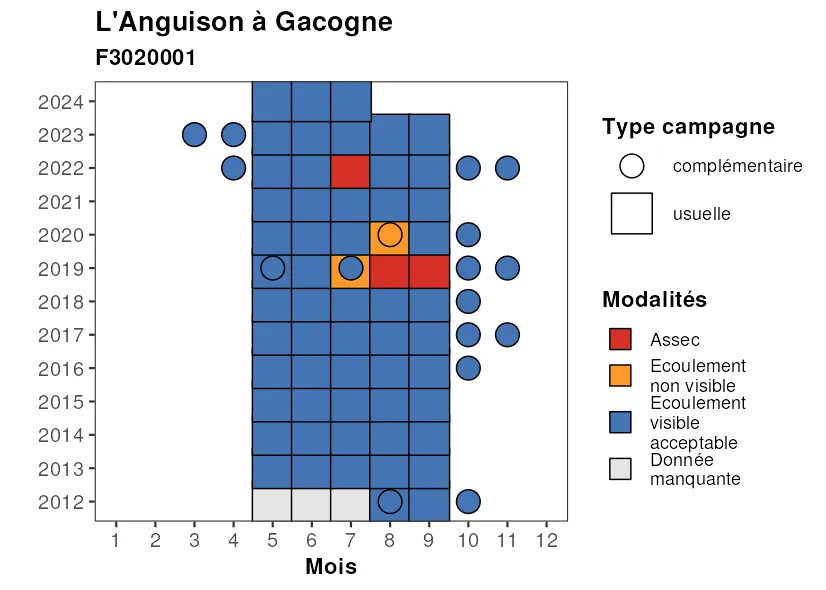 L'Anguison à Gacogne
F3020001
2024
2023
2022
2021
2020
2019
2018
2017
2016
2015
2014
2013
2012
1 2 3 4 5 6 7 8 9 10 11 12
Mois
Type campagne
complémentaire
usuelle
Modalités
Assec
Ecoulement
non visible
Ecoulement
visible
acceptable
Donnée
manquante